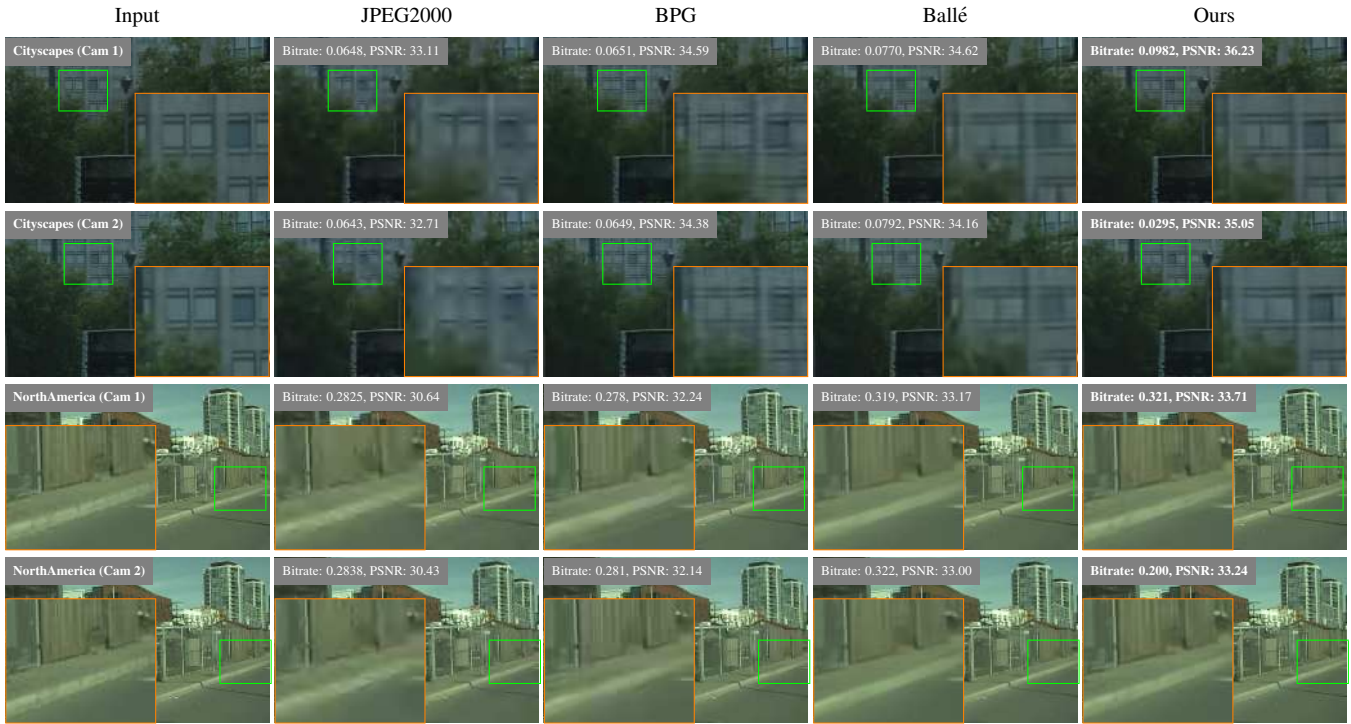 Input JPEG2000 BPG Ballé Ours
Cityscapes (Cam 1) Bitrate: 0.0648, PSNR: 33.11 Bitrate: 0.0651, PSNR: 34.59 Bitrate: 0.0770, PSNR: 34.62 Bitrate: 0.0982, PSNR: 36.23
Cityscapes (Cam 2) Bitrate: 0.0643, PSNR: 32.71 Bitrate: 0.0649, PSNR: 34.38 Bitrate: 0.0792, PSNR: 34.16 Bitrate: 0.0295, PSNR: 35.05
NorthAmerica (Cam 1) Bitrate: 0.2825, PSNR: 30.64 Bitrate: 0.278, PSNR: 32.24 Bitrate: 0.319, PSNR: 33.17 Bitrate: 0.321, PSNR: 33.71
NorthAmerica (Cam 2) Bitrate: 0.2838, PSNR: 30.43 Bitrate: 0.281, PSNR: 32.14 Bitrate: 0.322, PSNR: 33.00 Bitrate: 0.200, PSNR: 33.24